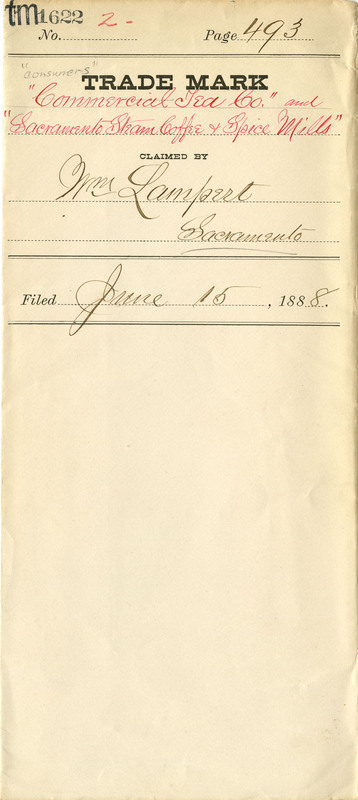 tm1622 2-
No. Page 493
"Consumers"
TRADE MARK
"Commercial Tea Co." and
"Sacramento Steam Coffee & Spice Mills"
CLAIMED BY
Wm Lampert
Sacramento
Filed June 15, 1888.